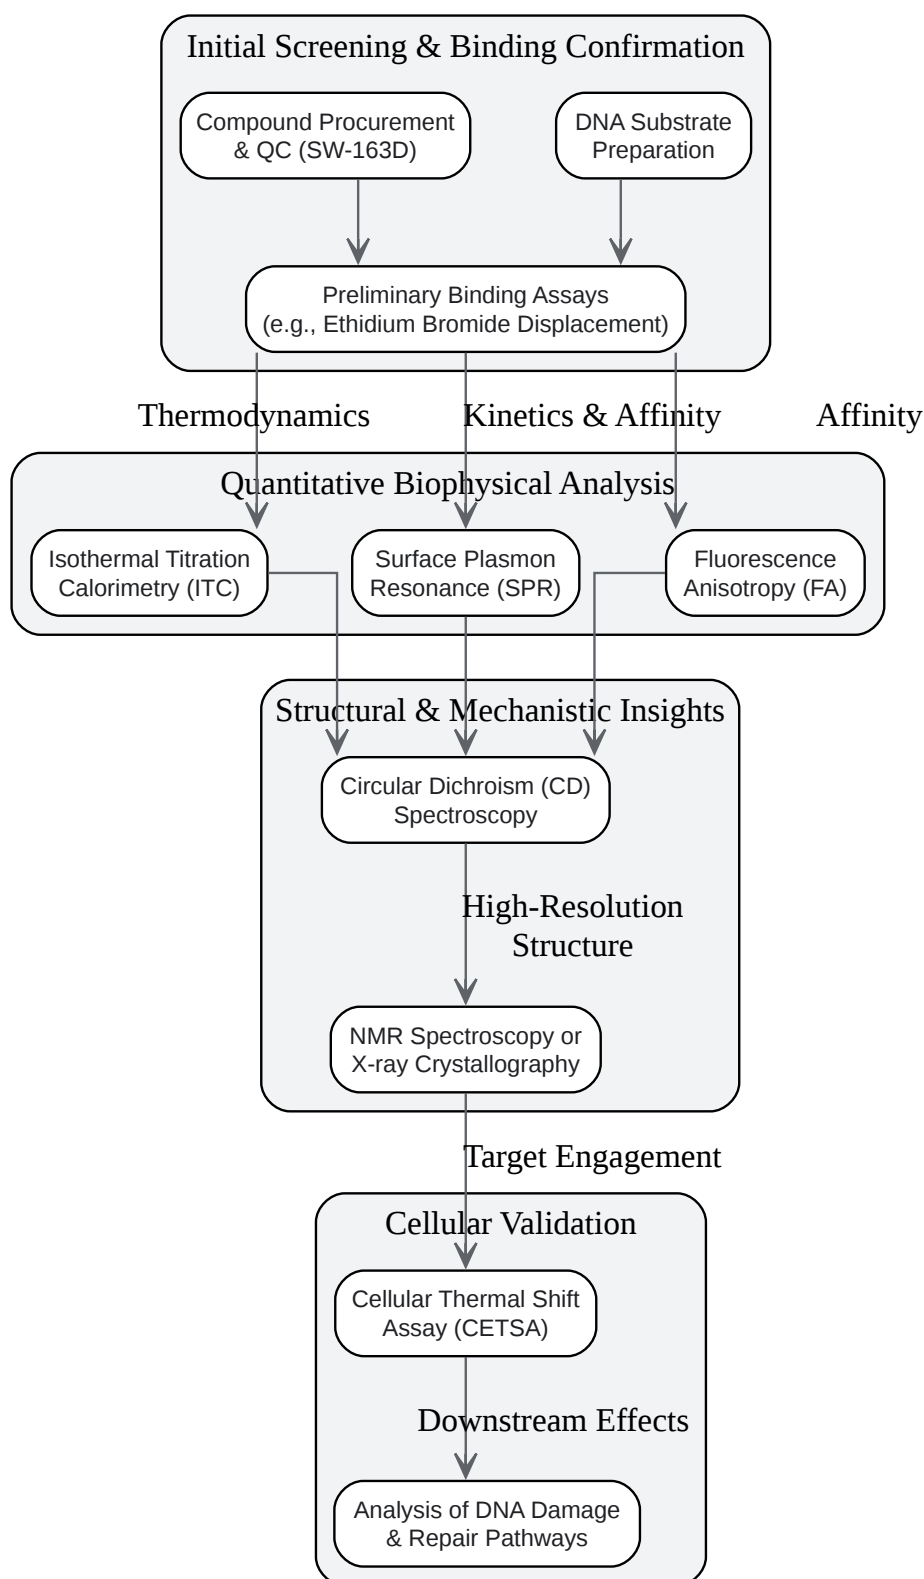 Initial Screening & Binding Confirmation
Compound Procurement
& QC (SW-163D)
DNA Substrate
Preparation
Preliminary Binding Assays
(e.g., Ethidium Bromide Displacement)
Thermodynamics
Kinetics & Affinity
Affinity
Quantitative Biophysical Analysis
Isothermal Titration
Calorimetry (ITC)
Surface Plasmon
Resonance (SPR)
Fluorescence
Anisotropy (FA)
Structural & Mechanistic Insights
Circular Dichroism (CD)
Spectroscopy
High-Resolution
Structure
NMR Spectroscopy or
X-ray Crystallography
Target Engagement
Cellular Validation
Cellular Thermal Shift
Assay (CETSA)
Downstream Effects
Analysis of DNA Damage
& Repair Pathways